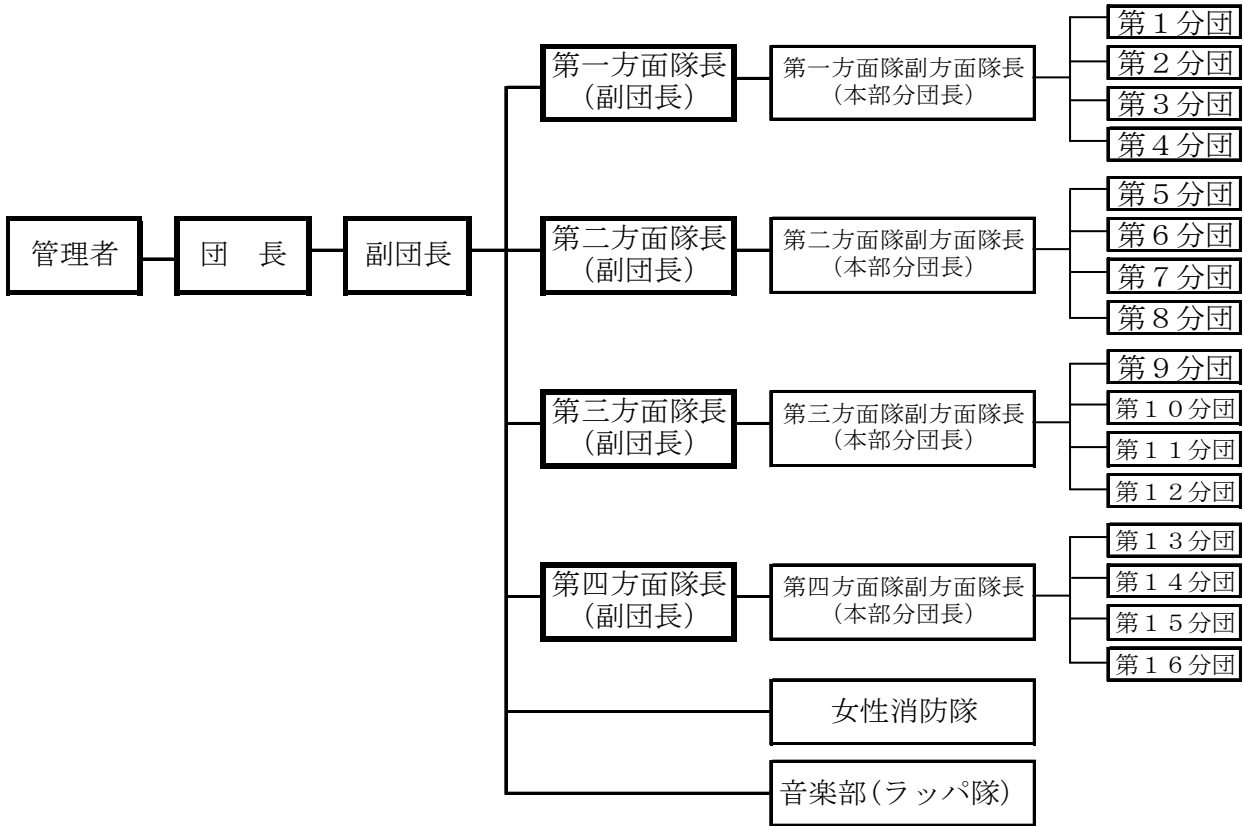 管理者
団　長
副団長
第一方面隊長
(副団長)
第一方面隊副方面隊長
(本部分団長)
第１分団
第２分団
第３分団
第４分団
第二方面隊長
(副団長)
第二方面隊副方面隊長
(本部分団長)
第５分団
第６分団
第７分団
第８分団
第三方面隊長
(副団長)
第三方面隊副方面隊長
(本部分団長)
第９分団
第１０分団
第１１分団
第１２分団
第四方面隊長
(副団長)
第四方面隊副方面隊長
(本部分団長)
第１３分団
第１４分団
第１５分団
第１６分団
女性消防隊
音楽部(ラッパ隊)